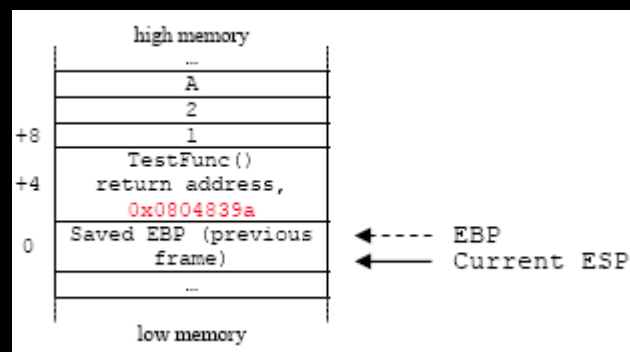 high memory
...
A
2
+8 1
TestFunc()
+4 return address,
0x0804839a
0 Saved EBP (previous
frame)
EBP
Current ESP
...
low memory